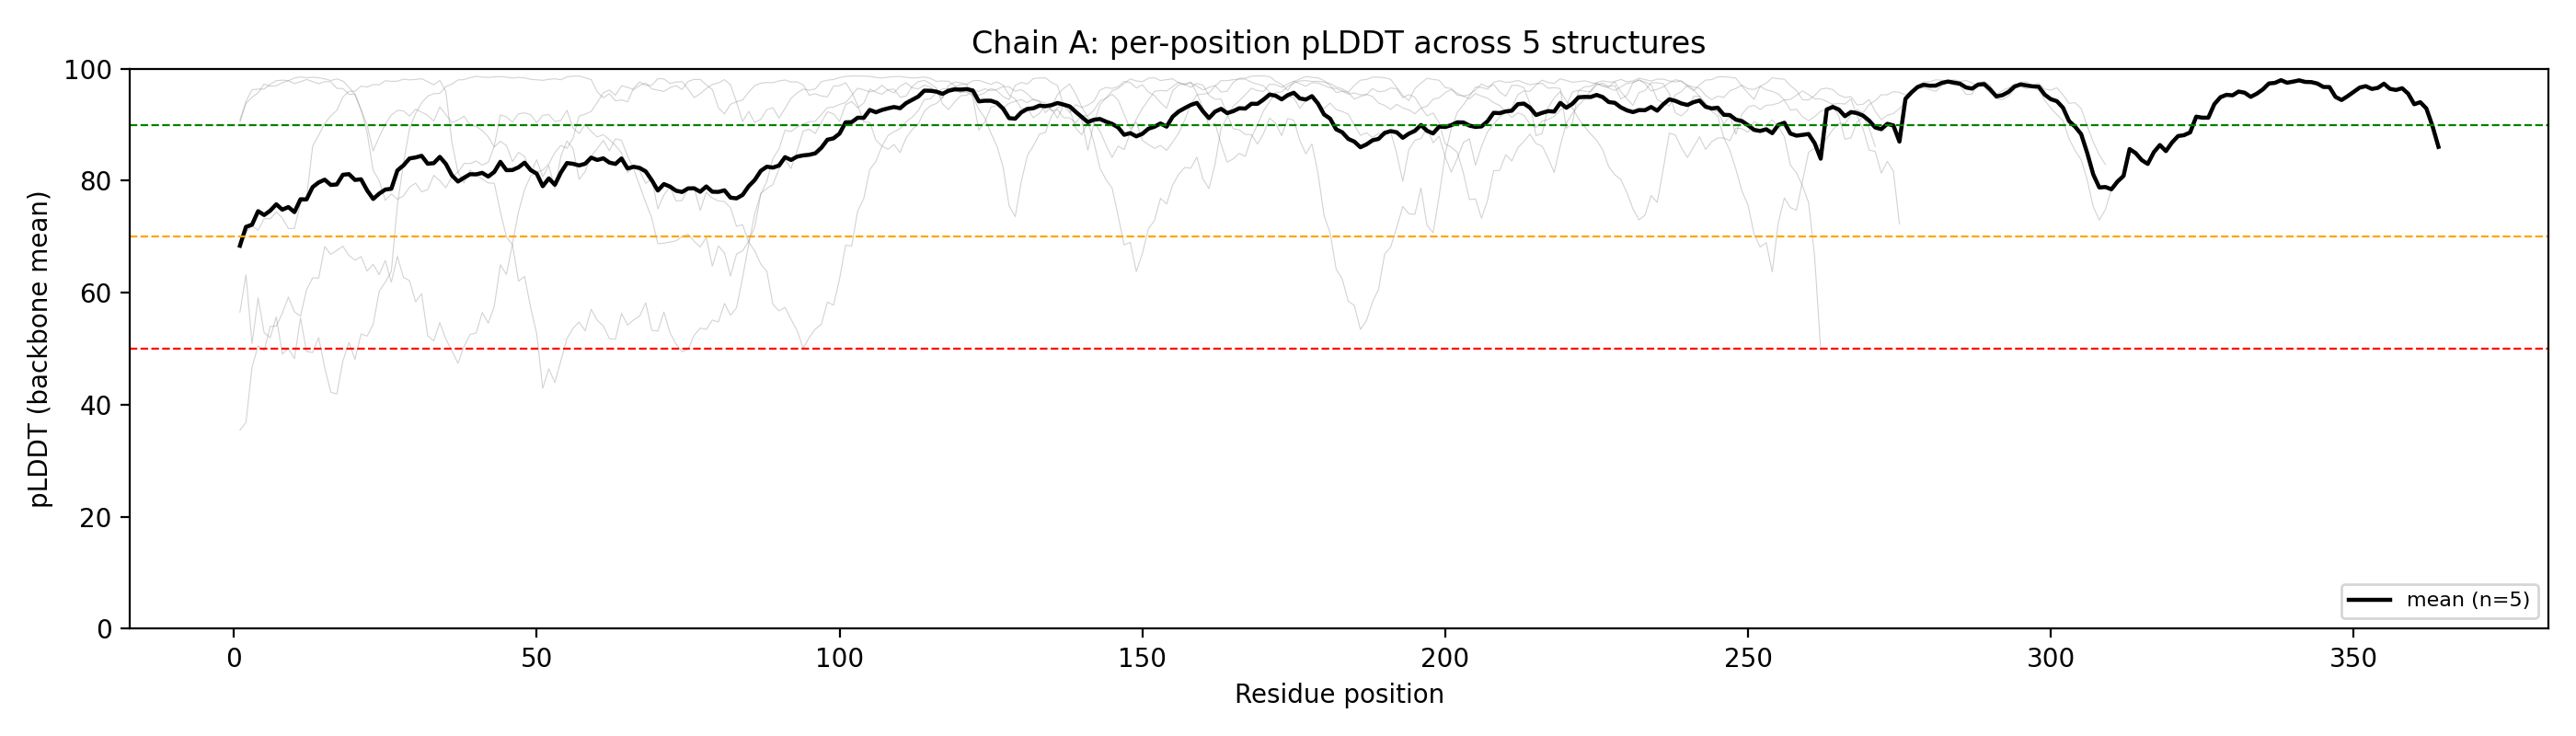 Chain A: per-position pLDDT across 5 structures
100
80
60
40
20
0
pLDDT (backbone mean)
mean (n=5)
0 50 100 150 200 250 300 350
Residue position